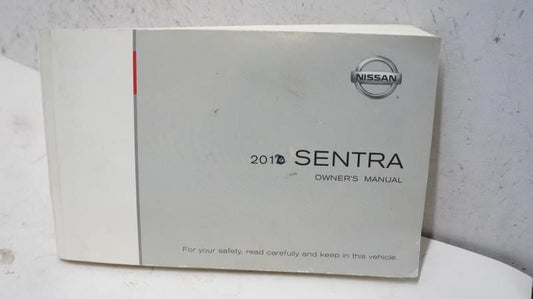 NISSAN
SENTRA
OWNER'S MANUAL
For your safety, read carefully and keep in this vehicle.